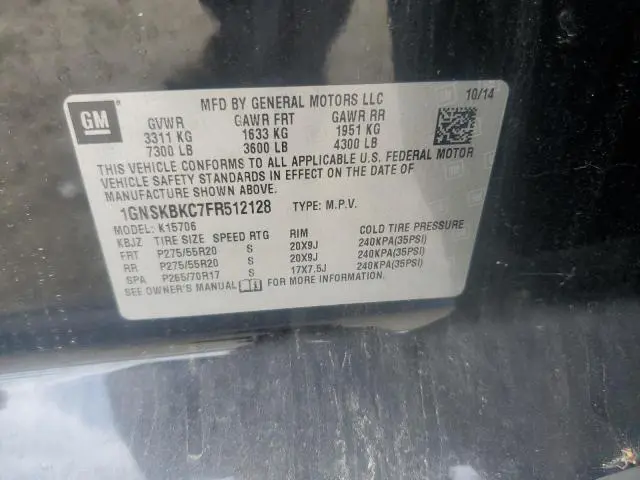 GM
MFD BY GENERAL MOTORS LLC 10/14
GVWR GAWR FRT GAWR RR
3311 KG 1633 KG 1951 KG
7300 LB 3600 LB 4300 LB
THIS VEHICLE CONFORMS TO ALL APPLICABLE U.S. FEDERAL MOTOR
VEHICLE SAFETY STANDARDS IN EFFECT ON THE DATE OF
MANUFACTURE SHOWN ABOVE.
1GNSKBKC7FR512128 TYPE: M.P.V.
K15706
KBJZ TIRE SIZE SPEED RTG RIM COLD TIRE PRESSURE
FRT P275/55R20 S 20X9J 240KPA(35PSI)
RR P275/55R20 S 20X9J 240KPA(35PSI)
SPA P265/70R17 S 17X7.5J 240KPA(35PSI)
SEE OWNER'S MANUAL FOR MORE INFORMATION.